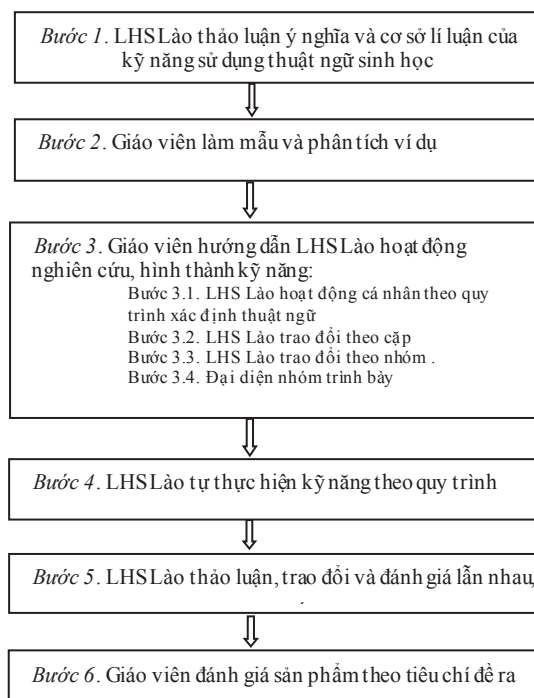 Bước 1. LHS Lào thảo luận ý nghĩa và cơ sở lí luận của
kỹ năng sử dụng thuật ngữ sinh học
Bước 2. Giáo viên làm mẫu và phân tích ví dụ
Bước 3. Giáo viên hướng dẫn LHS Lào hoạt động
nghiên cứu, hình thành kỹ năng:
Bước 3.1. LHS Lào hoạt động cá nhân theo quy
trình xác định thuật ngữ
Bước 3.2. LHS Lào trao đổi theo cặp
Bước 3.3. LHS Lào trao đổi theo nhóm .
Bước 3.4. Đại diện nhóm trình bày
Bước 4. LHS Lào tự thực hiện kỹ năng theo quy trình
Bước 5. LHS Lào thảo luận, trao đổi và đánh giá lẫn nhau,
Bước 6. Giáo viên đánh giá sản phẩm theo tiêu chí đề ra